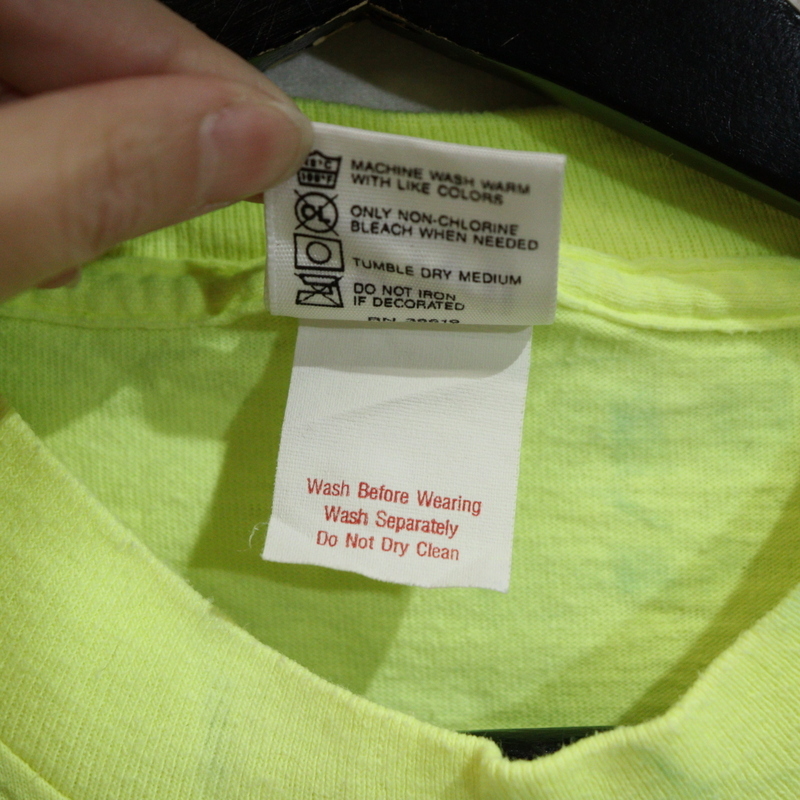 MACHINE WASH WARM
WITH LIKE COLORS
ONLY NON-CHLORINE
BLEACH WHEN NEEDED
TUMBLE DRY MEDIUM
DO NOT IRON
IF DECORATED
Wash Before Wearing
Wash Separately
Do Not Dry Clean